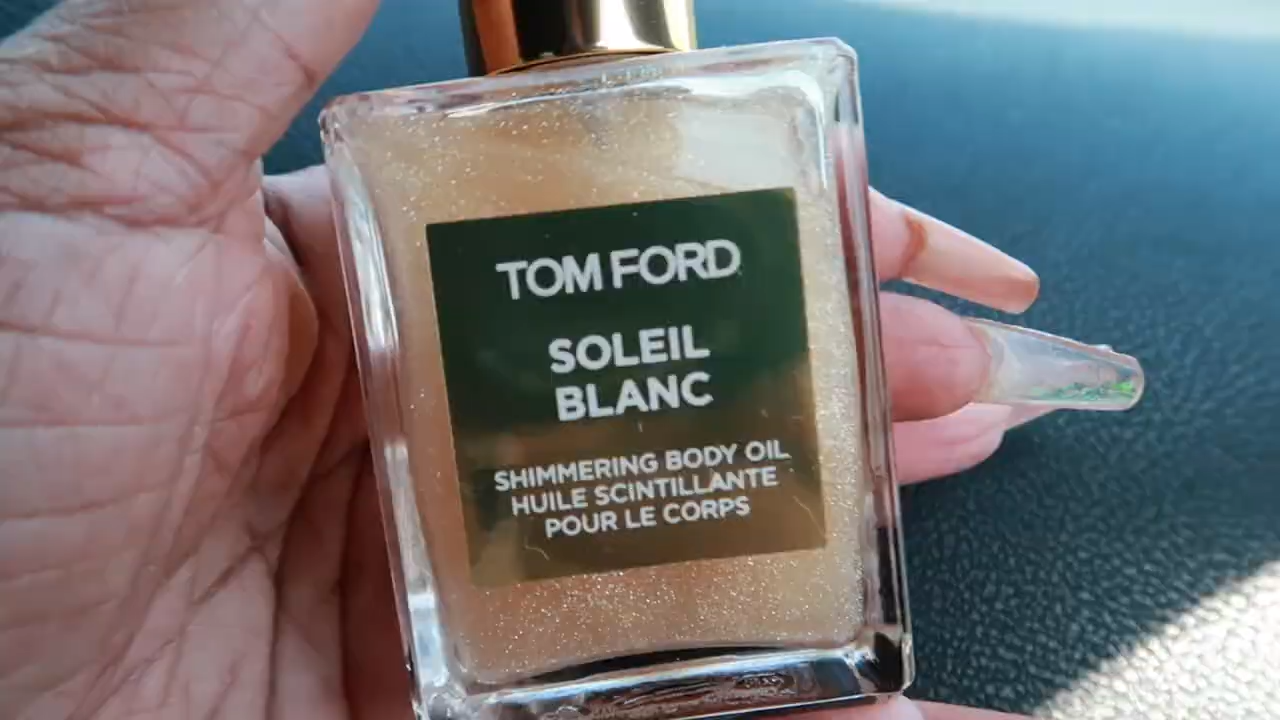 TOM FORD
SOLEIL
BLANC
SHIMMERING BODY OIL
HUILE SCINTILLANTE
POUR LE CORPS